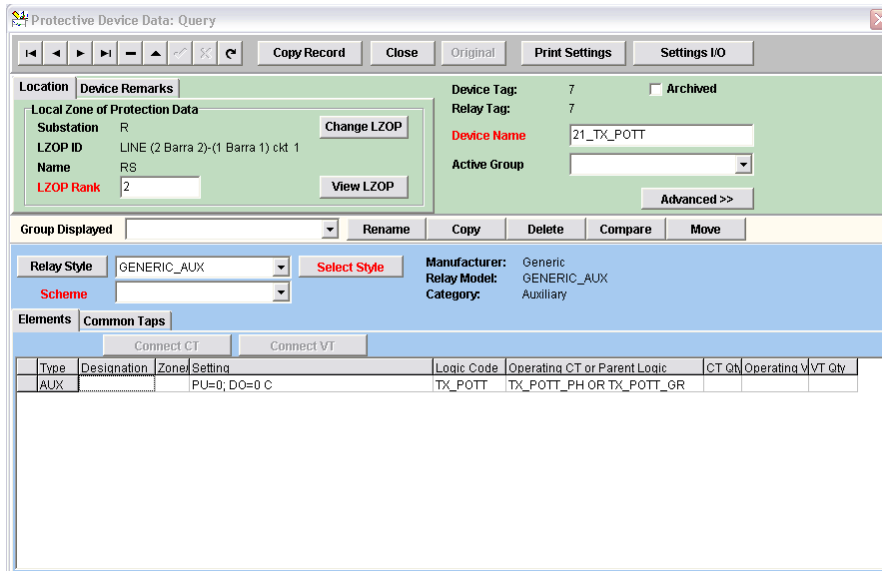 Protective Device Data: Query
Copy Record Close Original Print Settings Settings I/O
Location Device Remarks
Local Zone of Protection Data
Substation R Change LZOP
LZOP ID LINE (2 Barra 2)-(1 Barra 1) ckt 1
Name RS
LZOP Rank 2 View LZOP
Device Tag: 7 Archived
Relay Tag: 7
Device Name 21_TX_POTT
Active Group
Advanced >>
Group Displayed Rename Copy Delete Compare Move
Relay Style GENERIC_AUX Select Style
Scheme
Manufacturer: Generic
Relay Model: GENERIC_AUX
Category: Auxiliary
Elements Common Taps
Connect CT Connect VT
Type Designation Zone/ Setting Logic Code Operating CT or Parent Logic CT Qty Operating V VT Qty
AUX PU=0; DO=0 C TX_POTT TX_POTT_PH OR TX_POTT_GR